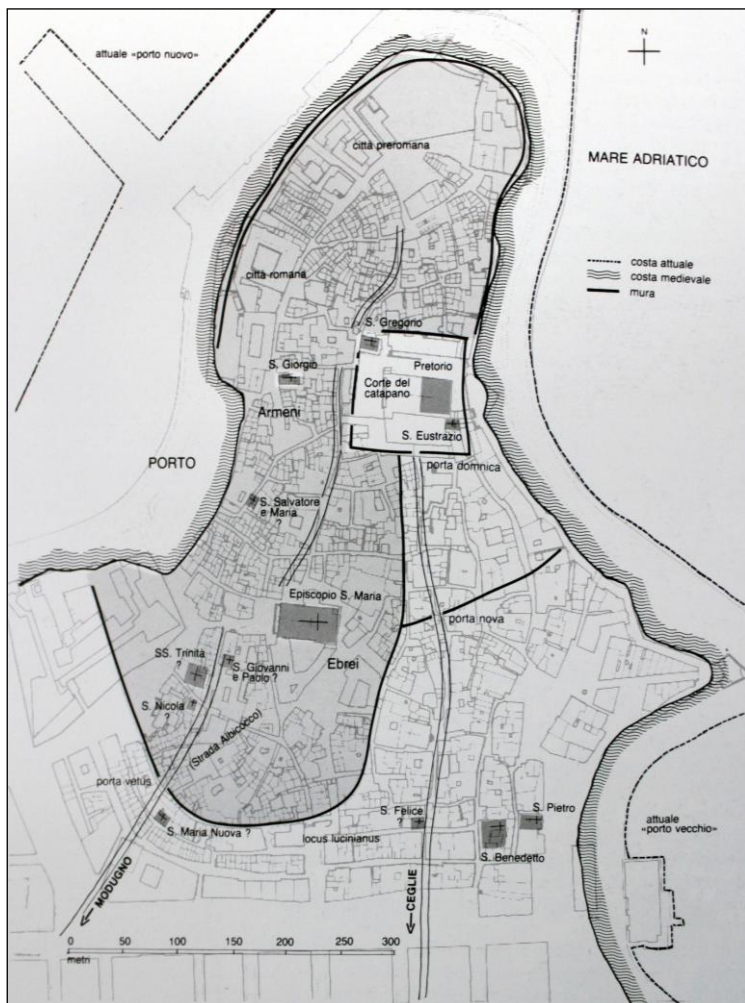 attuale «porto nuovo»
N
città preromana
MARE ADRIATICO
costa attuale
costa medievale
mura
città romana
S. Gregorio
S. Giorgio
Pretorio
Corte del
catapano
Armeni
S. Eustrazio
PORTO
porta domnica
S. Salvatore
e Maria
?
Episcopio S. Maria
porta nova
SS. Trinità
?
S. Giovanni
e Paolo ?
Ebrei
S. Nicola
?
(Strada Albicocco)
porta vetus
S. Felice
?
S. Pietro
attuale
«porto vecchio»
S. Maria Nuova ?
locus lucinianus
S. Benedetto
MODUGNO
CEGLIE
0 50 100 150 200 250 300
metri